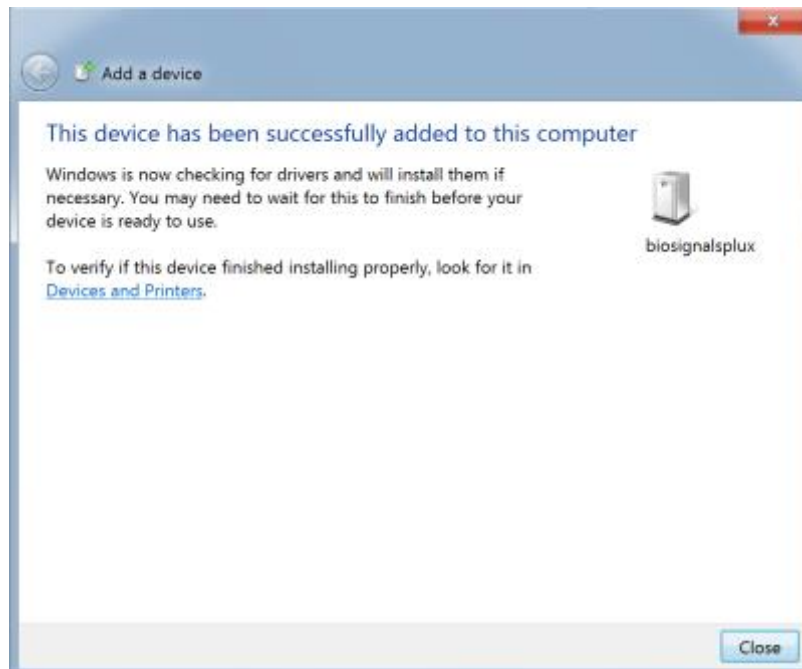 Add a device
This device has been successfully added to this computer
Windows is now checking for drivers and will install them if
necessary. You may need to wait for this to finish before your
device is ready to use.
biosignalsplux
To verify if this device finished installing properly, look for it in
Devices and Printers.
Close